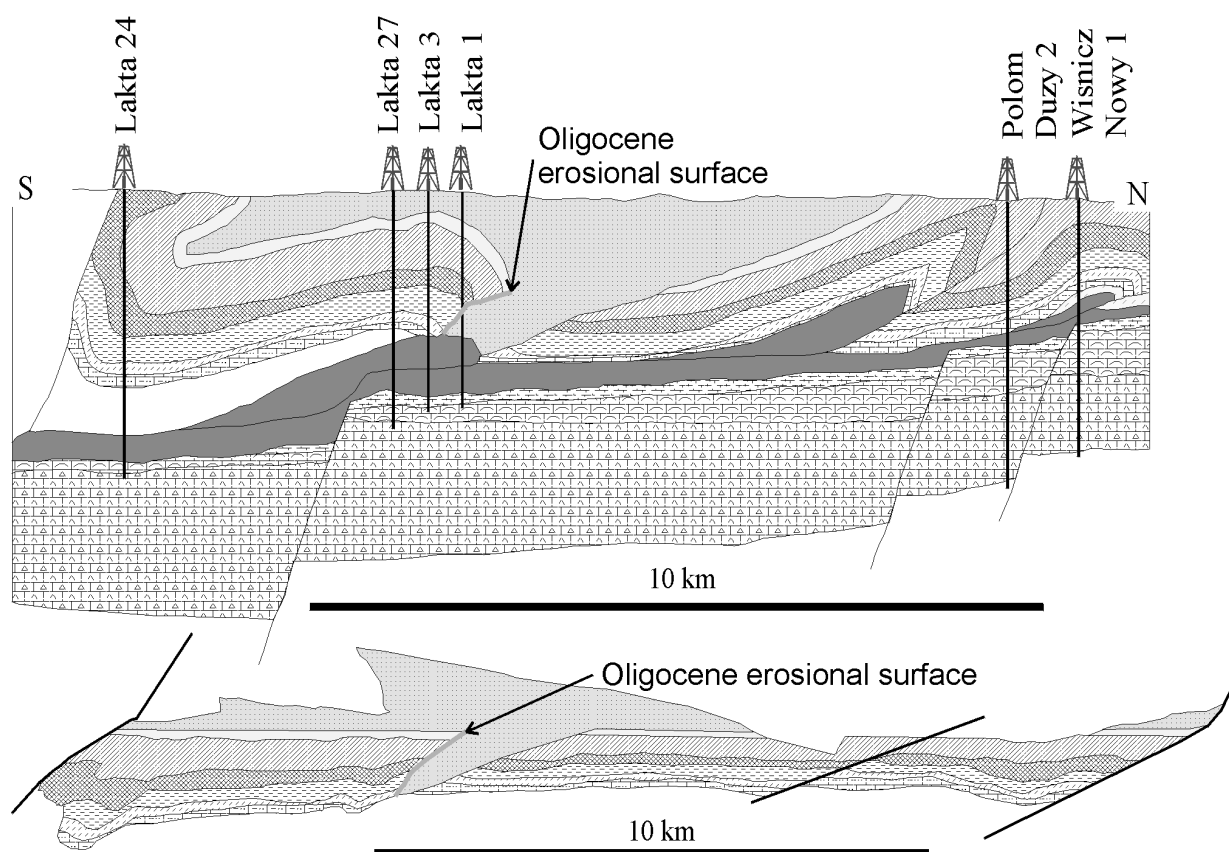 Lakta 24
Lakta 27
Lakta 3
Lakta 1
Polom
Duzy 2
Wisnicz
Nowy 1
Oligocene
erosional surface
S
N
10 km
Oligocene erosional surface
10 km